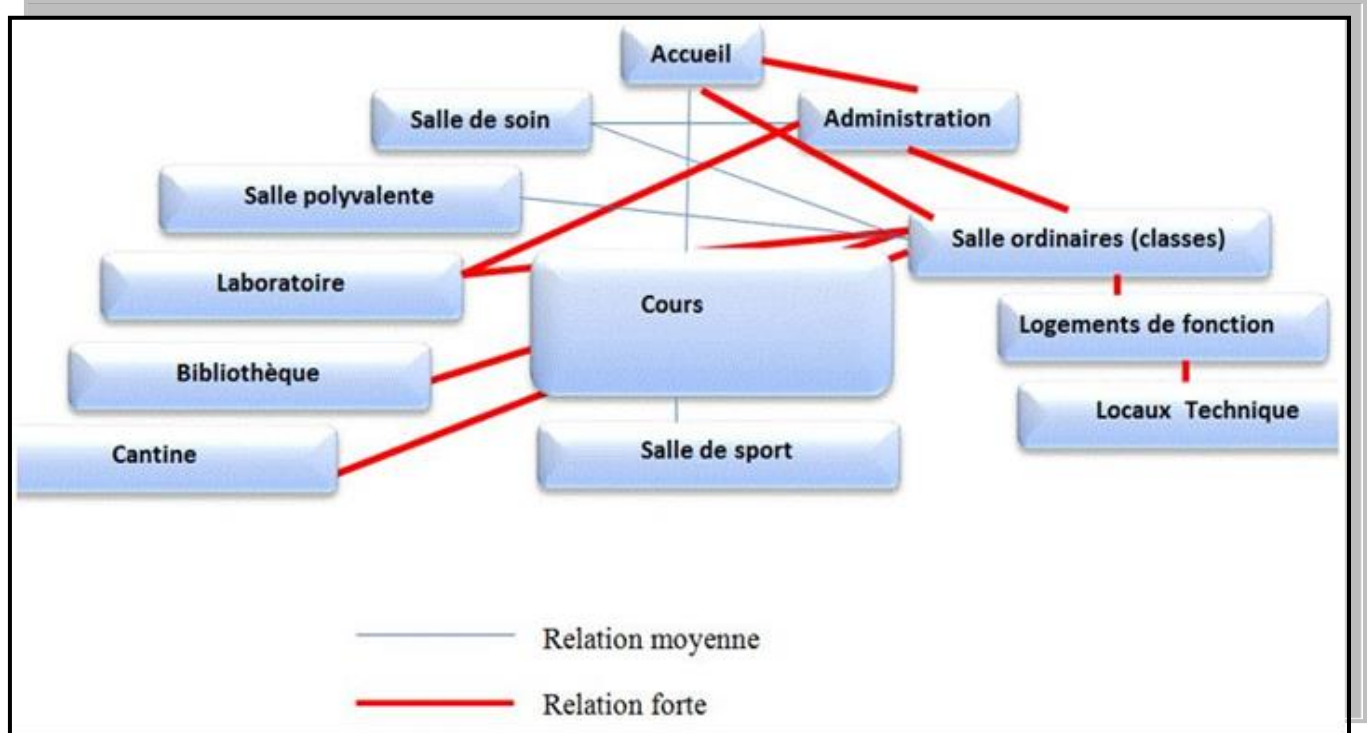 Accueil
Salle de soin
Administration
Salle polyvalente
Salle ordinaires (classes)
Laboratoire
Cours
Logements de fonction
Bibliothèque
Locaux Technique
Cantine
Salle de sport
Relation moyenne
Relation forte